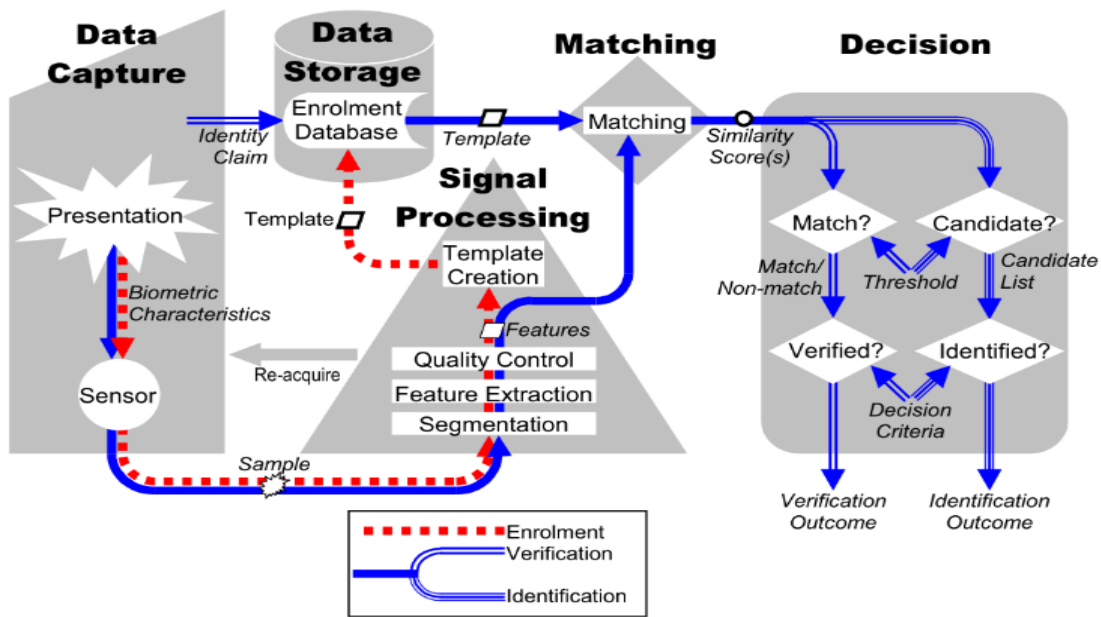 Data
Capture
Data
Storage
Matching
Decision
Enrolment
Database
Identity
Claim
Template
Matching
Similarity
Score(s)
Signal
Processing
Presentation
Template
Template
Creation
Match?
Candidate?
Biometric
Characteristics
Match/
Non-match
Threshold
Candidate
List
Features
Quality Control
Re-acquire
Feature Extraction
Segmentation
Sensor
Verified?
Identified?
Decision
Criteria
Sample
Verification
Outcome
Identification
Outcome
Enrolment
Verification
Identification